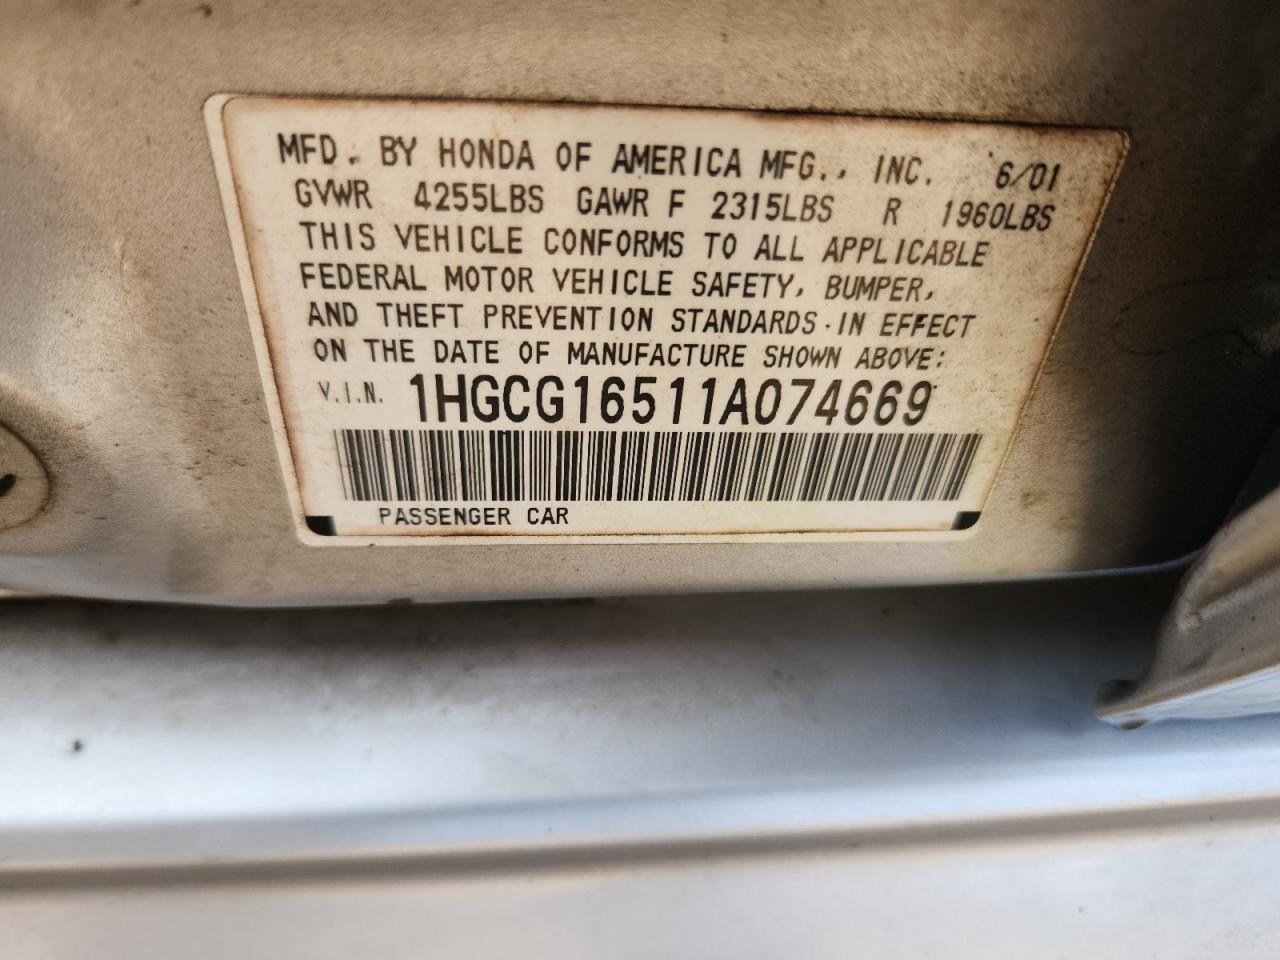 MFD. BY HONDA OF AMERICA MFG., INC. 6/01
GVWR 4255LBS GAWR F 2315LBS R 1960LBS
THIS VEHICLE CONFORMS TO ALL APPLICABLE
FEDERAL MOTOR VEHICLE SAFETY, BUMPER,
AND THEFT PREVENTION STANDARDS IN EFFECT
ON THE DATE OF MANUFACTURE SHOWN ABOVE:
V.I.N. 1HGCG16511A074669
PASSENGER CAR